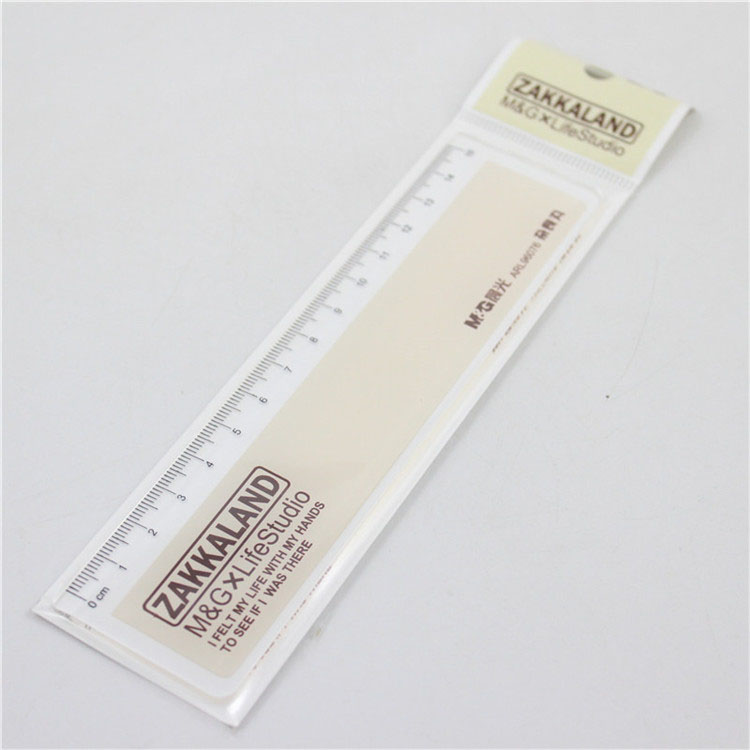 ZAKKALAND
M&G×LifeStudio
15
14
13
12
11
10
9
8
7
6
5
4
3
2
1
0 cm
M&G晨光 ARL96076
ZAKKALAND
M&G×LifeStudio
I FELT MY LIFE WITH MY HANDS
TO SEE IF I WAS THERE